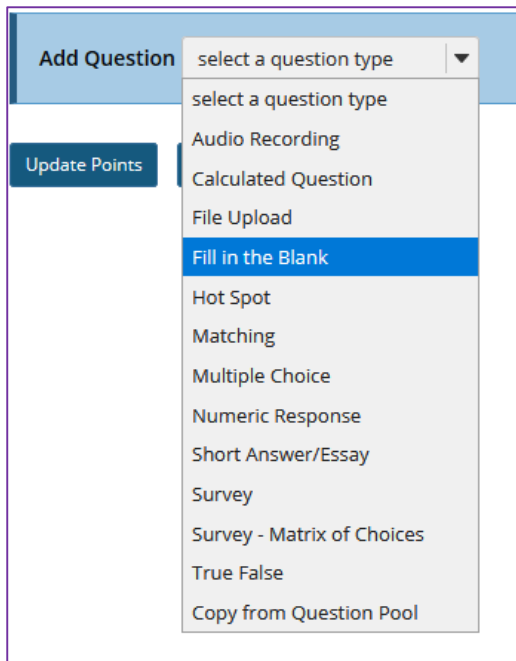 Add Question select a question type
select a question type
Audio Recording
Update Points
Calculated Question
File Upload
Fill in the Blank
Hot Spot
Matching
Multiple Choice
Numeric Response
Short Answer/Essay
Survey
Survey - Matrix of Choices
True False
Copy from Question Pool